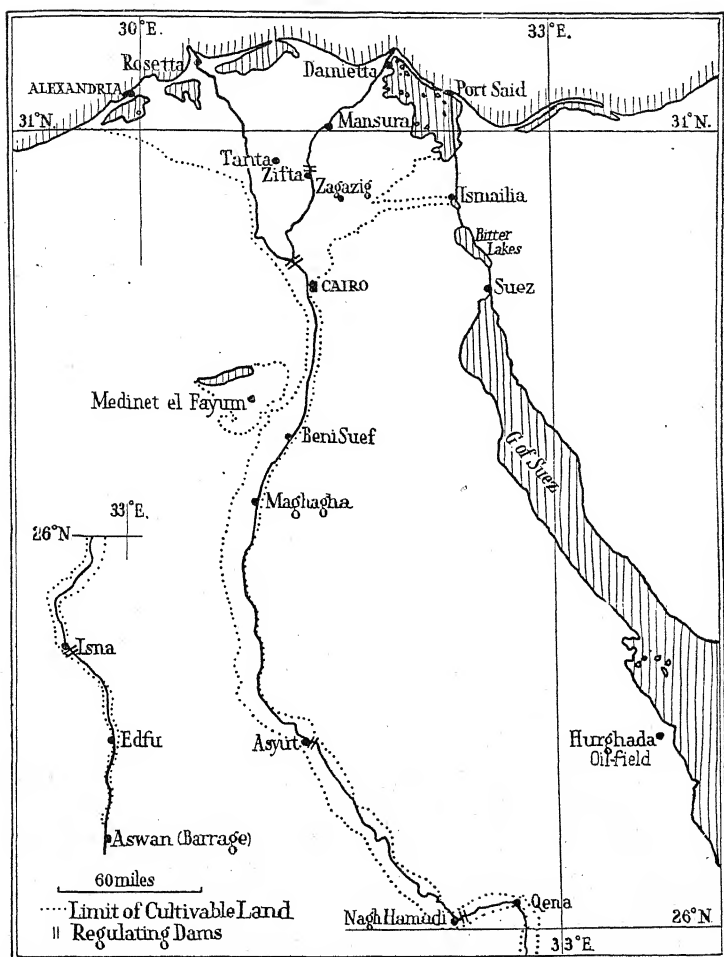 30°E.
33°E.
Rosetta
Damietta
ALEXANDRIA
Port Said
31°N.
31°N.
Mansura
Tanta
Zifta
Zagazig
Ismailia
Bitter
Lakes
CAIRO
Suez
Medinet el Fayum
Beni Suef
G of Suez
Maghagha
33°E.
26°N
Isna
Edfu
Asyut
Hurghada
Oil-field
Aswan (Barrage)
60 miles
Qena
Nagh Hamadi
26°N
Limit of Cultivable Land
Regulating Dams
33°E.